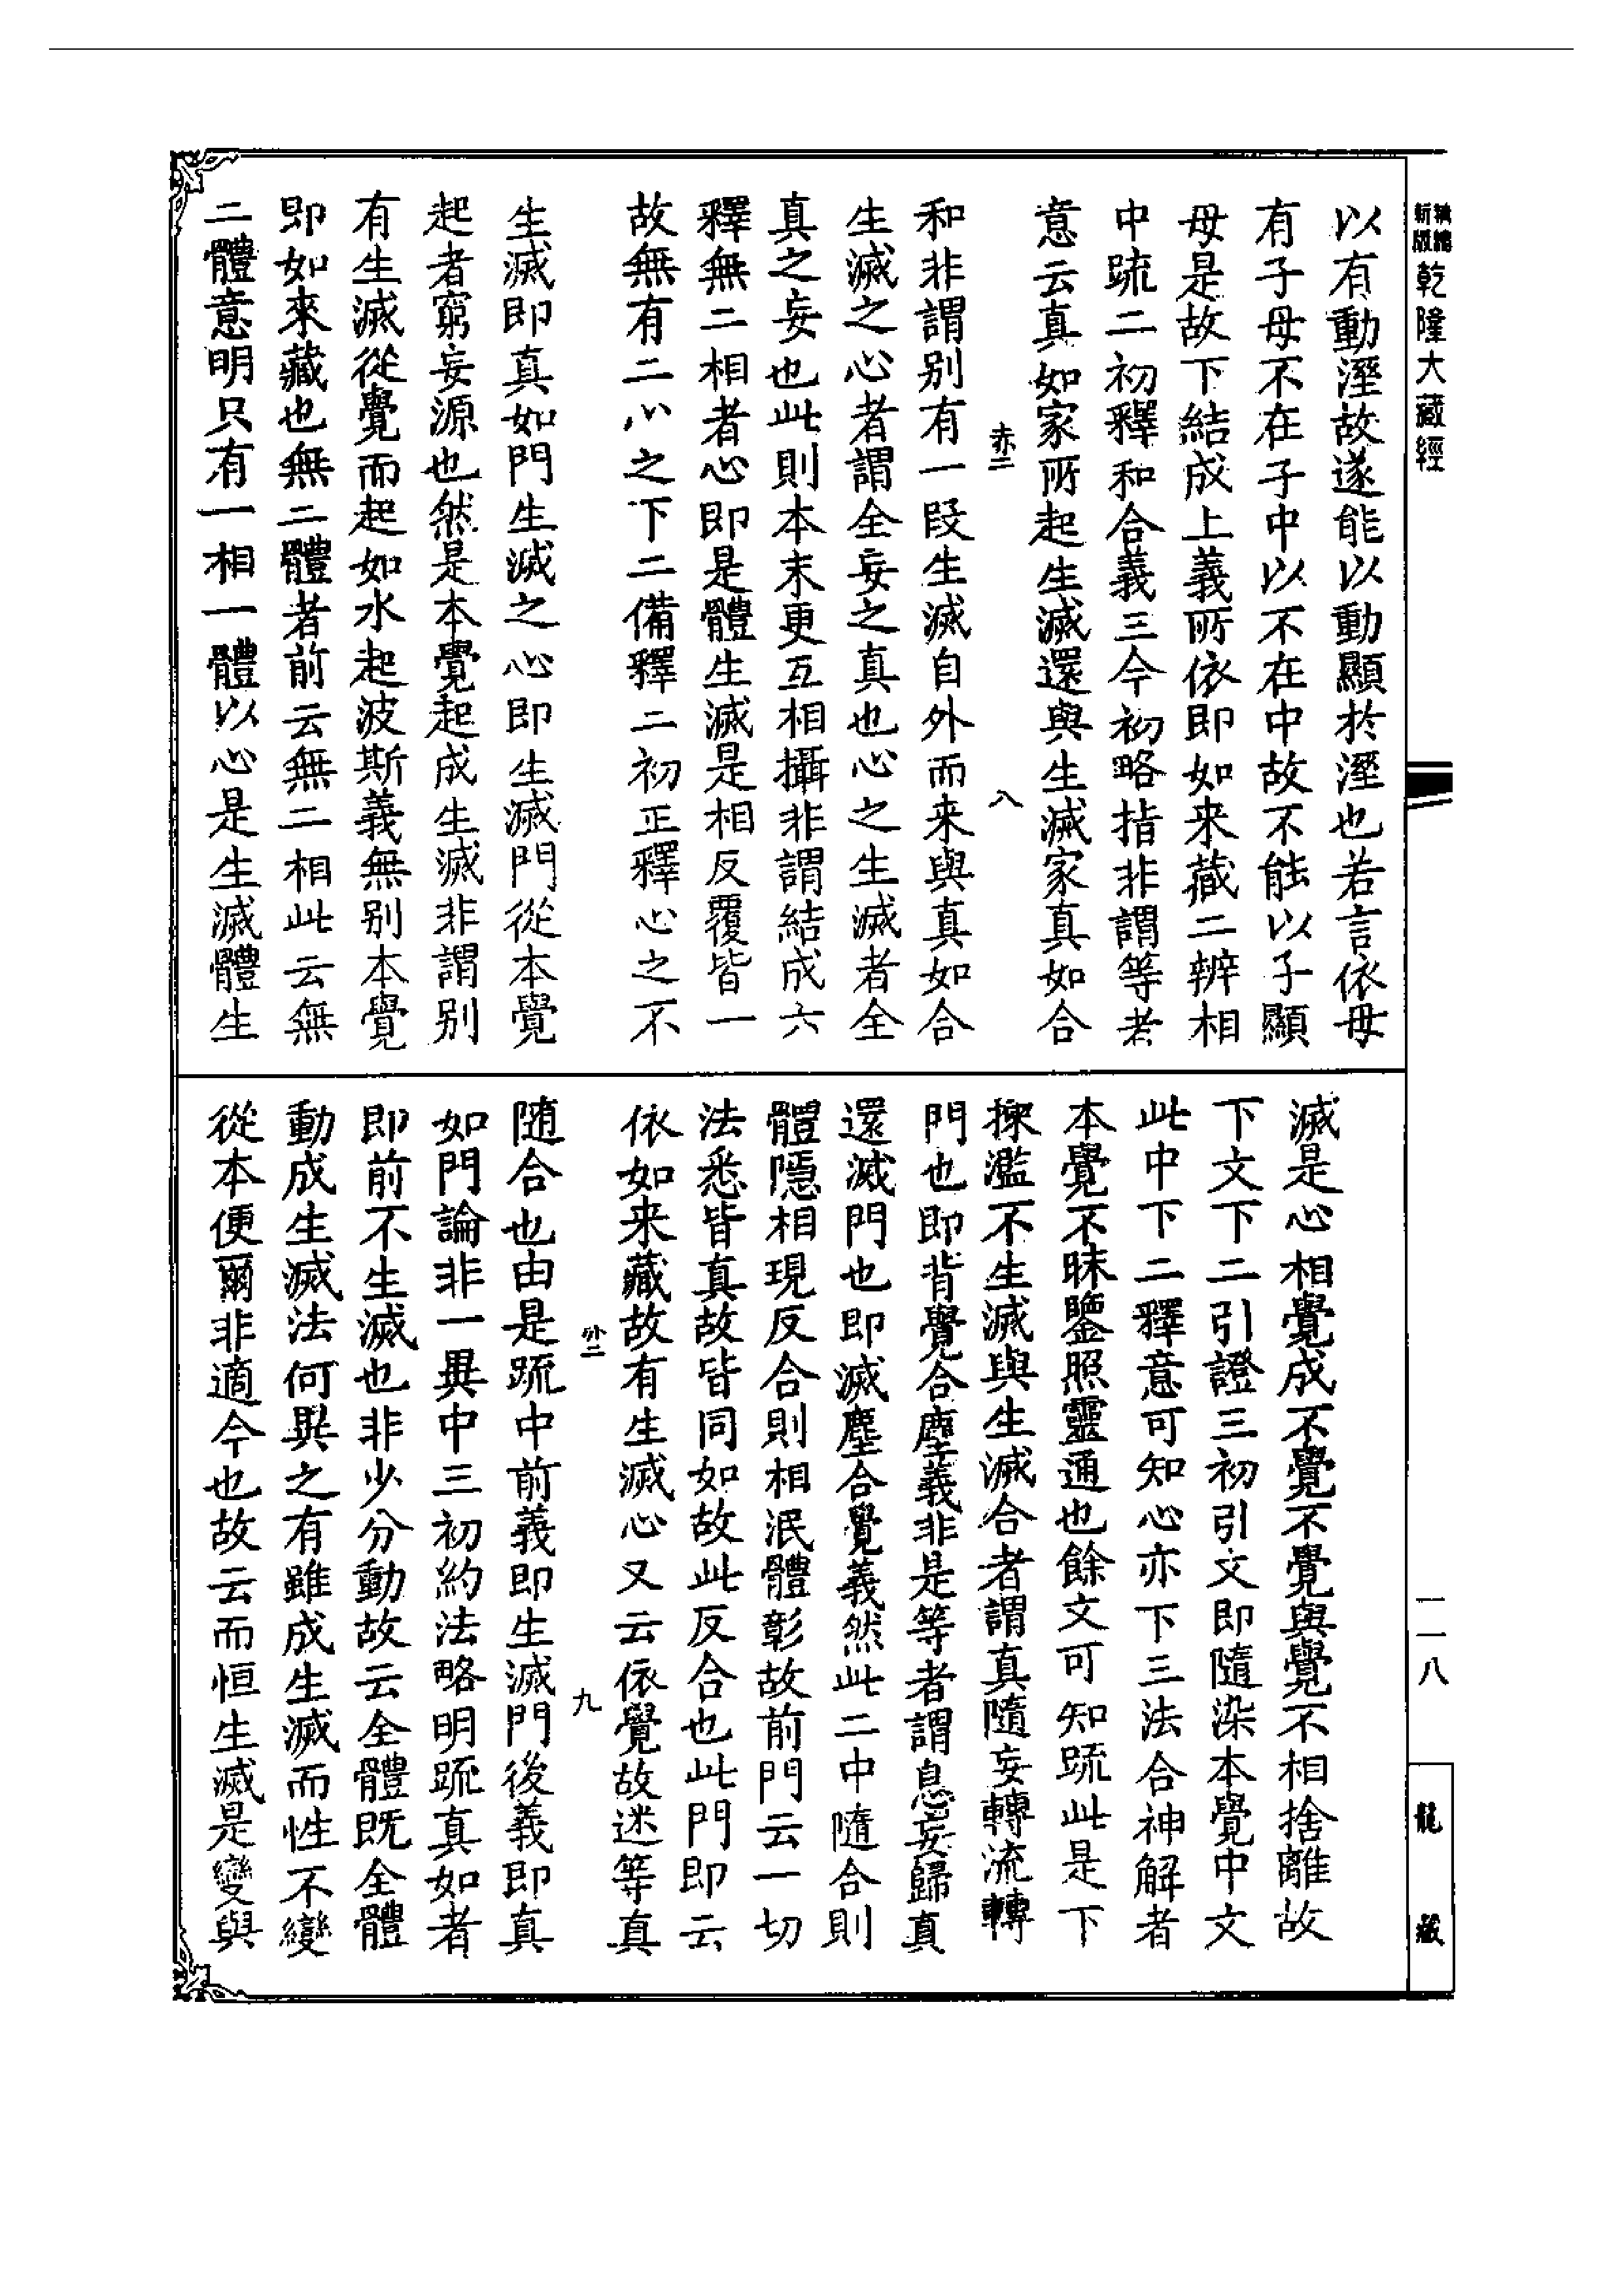 乾隆大藏經
一一八
龍藏
以有動溼故遂能以動顯於溼也若言依母
有子母不在子中以不在中故不能以子顯
母是故下結成上義所依即如来藏二辨相
中䟽二初釋和合義三今初略指非謂等者
意云真如家所起生滅還與生滅家真如合
八
和非謂别有一段生滅自外而来與真如合
生滅之心者謂全妄之真也心之生滅者全
真之妄也此則本末更互相攝非謂結成六
釋無二相者心即是體生滅是相反覆皆一
故無有二以之下二備釋二初正釋心之不
生滅即真如門生滅之心即生滅門從本覺
起者窮妄源也然是本覺起成生滅非謂别
有生滅從覺而起如水起波斯義無别本覺
即如來藏也無二體者前云無二相此云無
二體意明只有一相一體以心是生滅體生
滅是心相覺成不覺不覺與覺不相捨離故
下文下二引證三初引文即隨染本覺中文
此中下二釋意可知心亦下三法合神解者
本覺不昧鑒照靈通也餘文可知䟽此是下
揀濫不生滅與生滅合者謂真隨妄轉流轉
門也即背覺合塵義非是等者謂息妄歸真
還滅門也即滅塵合覺義然此二中隨合則
體隱相現反合則相泯體彰故前門云一切
法悉皆真故皆同如故此反合也此門即云
依如来藏故有生滅心又云依覺故迷等真
九
随合也由是䟽中前義即生滅門後義即真
如門論非一異中三初約法略明䟽真如者
即前不生滅也非少分動故云全體既全體
動成生滅法何異之有雖成生滅而性不變
從本便爾非適今也故云而恒生滅是變與